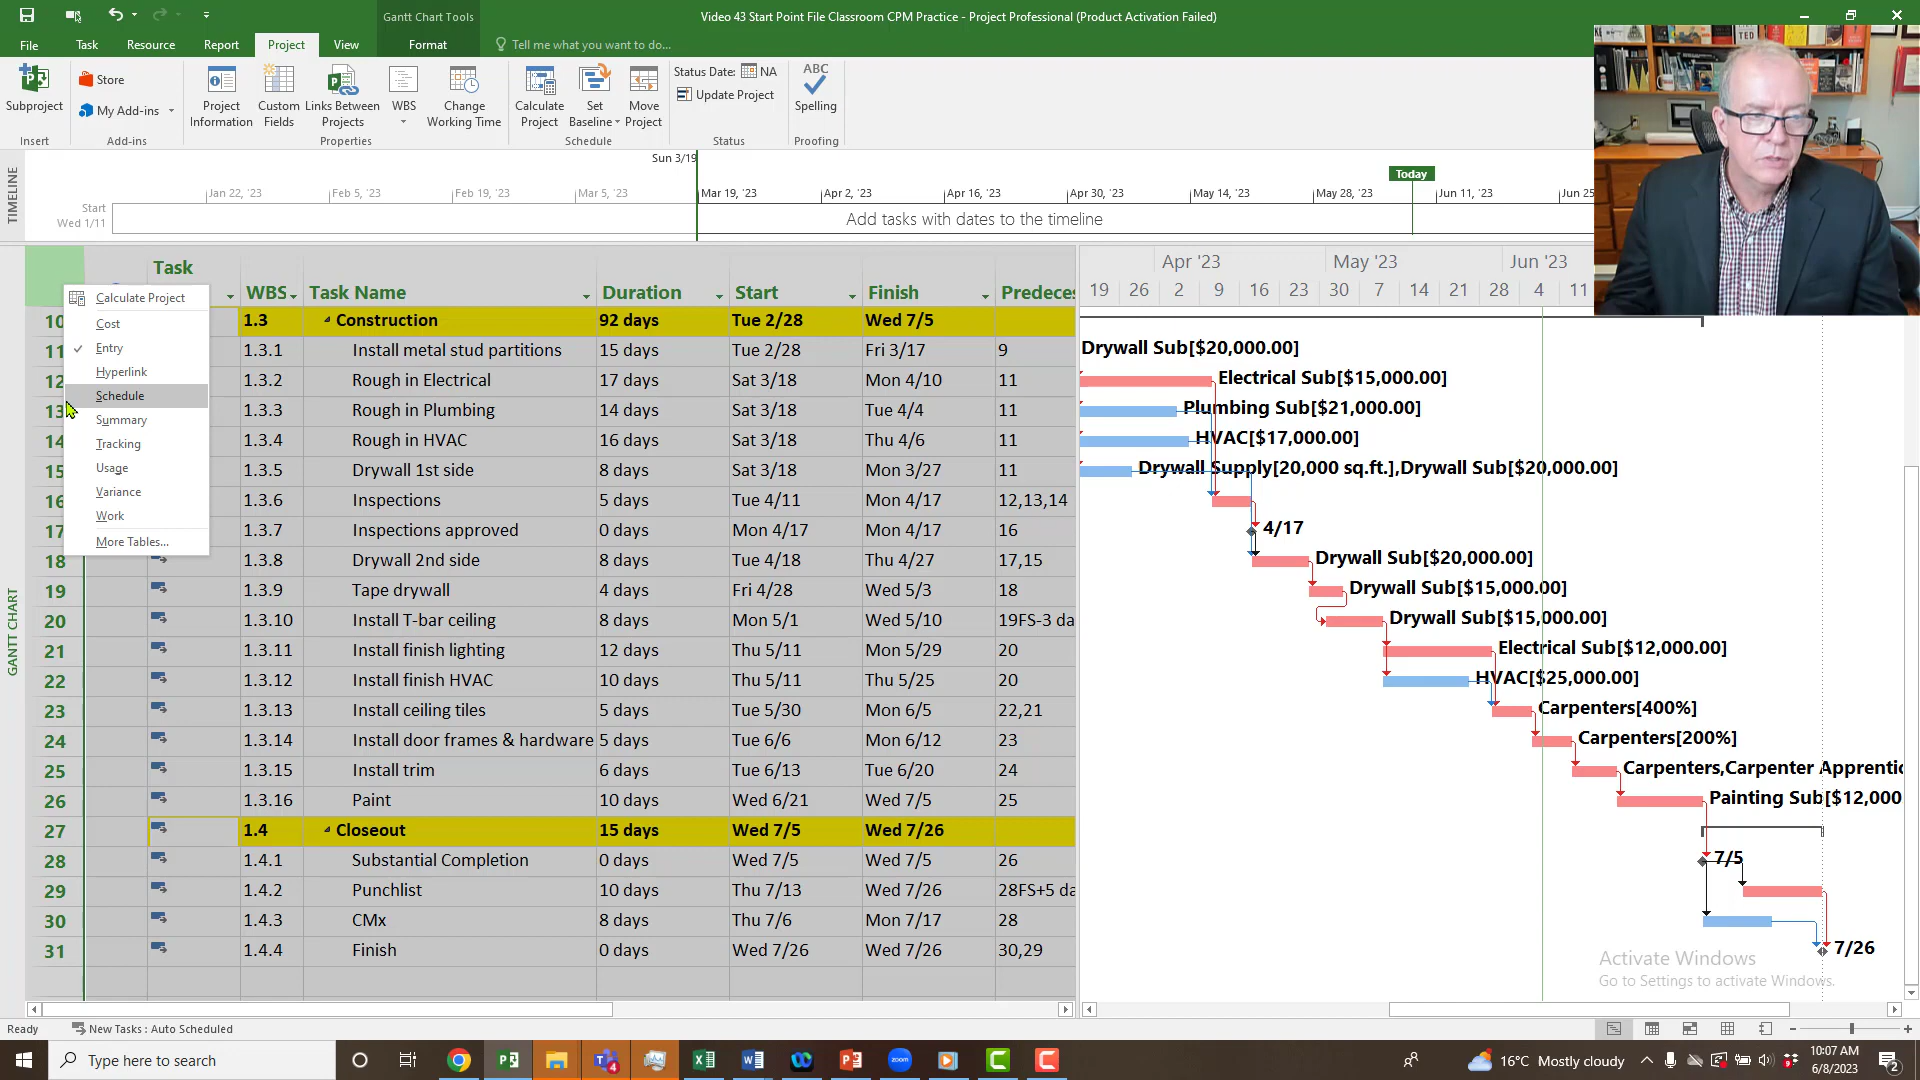 Gantt Chart Tools
Video 43 Start Point File Classroom CPM Practice - Project Professional (Product Activation Failed)
File Task Resource Report Project View Format Tell me what you want to do...
Subproject
Store
My Add-ins
Project Information
Custom Fields
Links Between Projects
WBS
Change Working Time
Calculate Project
Set Baseline
Move Project
Status Date: NA
Update Project
ABC
Spelling
Insert Add-ins Properties Schedule Status Proofing
TIMELINE
Sun 3/19
Today
Jan 22, '23 Feb 5, '23 Feb 19, '23 Mar 5, '23 Mar 19, '23 Apr 2, '23 Apr 16, '23 Apr 30, '23 May 14, '23 May 28, '23 Jun 11, '23 Jun 25
Start
Wed 1/11
Add tasks with dates to the timeline
GANTT CHART
Task
WBS Task Name Duration Start Finish Predeces
Apr '23 May '23 Jun '23
19 26 2 9 16 23 30 7 14 21 28 4 11
Calculate Project
Cost
Entry
Hyperlink
Schedule
Summary
Tracking
Usage
Variance
Work
More Tables...
10 1.3 Construction 92 days Tue 2/28 Wed 7/5
11 1.3.1 Install metal stud partitions 15 days Tue 2/28 Fri 3/17 9
12 1.3.2 Rough in Electrical 17 days Sat 3/18 Mon 4/10 11
13 1.3.3 Rough in Plumbing 14 days Sat 3/18 Tue 4/4 11
14 1.3.4 Rough in HVAC 16 days Sat 3/18 Thu 4/6 11
15 1.3.5 Drywall 1st side 8 days Sat 3/18 Mon 3/27 11
16 1.3.6 Inspections 5 days Tue 4/11 Mon 4/17 12,13,14
17 1.3.7 Inspections approved 0 days Mon 4/17 Mon 4/17 16
18 1.3.8 Drywall 2nd side 8 days Tue 4/18 Thu 4/27 17,15
19 1.3.9 Tape drywall 4 days Fri 4/28 Wed 5/3 18
20 1.3.10 Install T-bar ceiling 8 days Mon 5/1 Wed 5/10 19FS-3 da
21 1.3.11 Install finish lighting 12 days Thu 5/11 Mon 5/29 20
22 1.3.12 Install finish HVAC 10 days Thu 5/11 Thu 5/25 20
23 1.3.13 Install ceiling tiles 5 days Tue 5/30 Mon 6/5 22,21
24 1.3.14 Install door frames & hardware 5 days Tue 6/6 Mon 6/12 23
25 1.3.15 Install trim 6 days Tue 6/13 Tue 6/20 24
26 1.3.16 Paint 10 days Wed 6/21 Wed 7/5 25
27 1.4 Closeout 15 days Wed 7/5 Wed 7/26
28 1.4.1 Substantial Completion 0 days Wed 7/5 Wed 7/5 26
29 1.4.2 Punchlist 10 days Thu 7/13 Wed 7/26 28FS+5 da
30 1.4.3 CMx 8 days Thu 7/6 Mon 7/17 28
31 1.4.4 Finish 0 days Wed 7/26 Wed 7/26 30,29
Drywall Sub[$20,000.00]
Electrical Sub[$15,000.00]
Plumbing Sub[$21,000.00]
HVAC[$17,000.00]
Drywall Supply[20,000 sq.ft.],Drywall Sub[$20,000.00]
4/17
Drywall Sub[$20,000.00]
Drywall Sub[$15,000.00]
Drywall Sub[$15,000.00]
Electrical Sub[$12,000.00]
HVAC[$25,000.00]
Carpenters[400%]
Carpenters[200%]
Carpenters,Carpenter Apprentic
Painting Sub[$12,000
7/5
7/26
Activate Windows
Go to Settings to activate Windows.
Ready New Tasks : Auto Scheduled
Type here to search
4
zoom
16°C Mostly cloudy
10:07 AM
6/8/2023
2